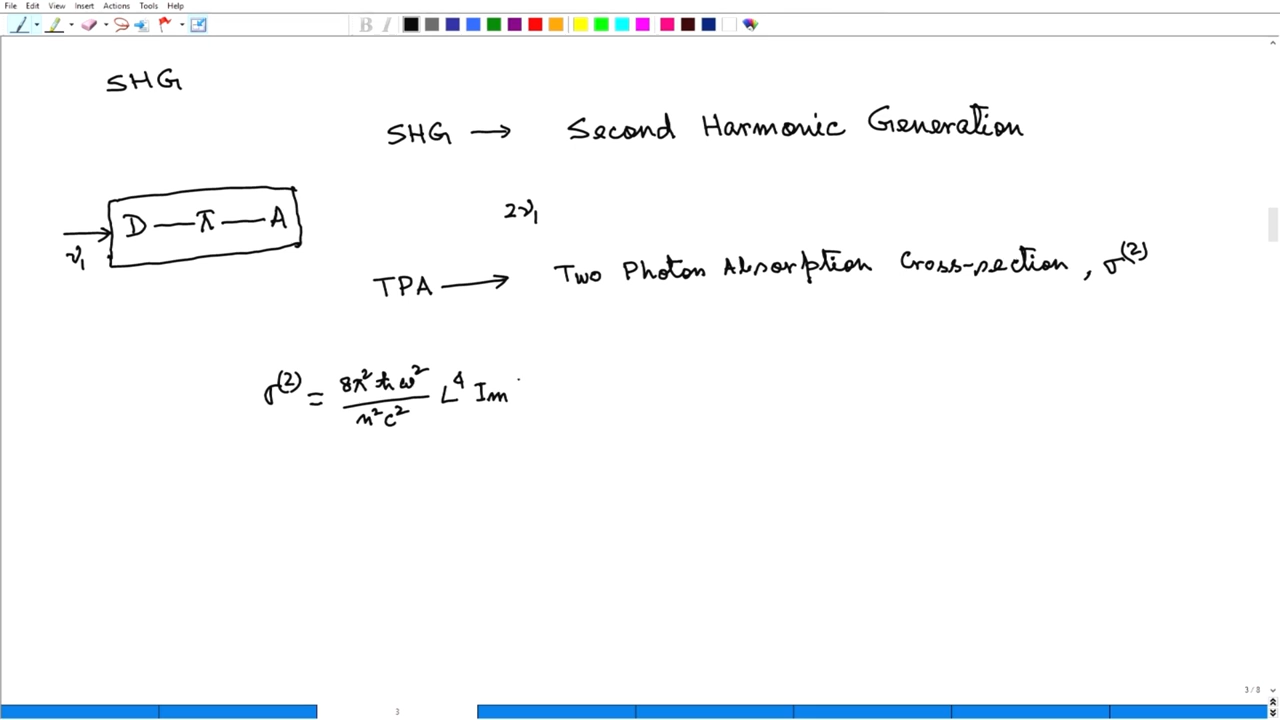 File Edit View Insert Actions Tools Help
B I
SHG
SHG → Second Harmonic Generation
D — π — A
ν₁
2ν₁
TPA → Two Photon Absorption Cross-section, σ⁽²⁾
σ⁽²⁾ = 8π²ħω² / n²c² L⁴ Im
3 / 8
3